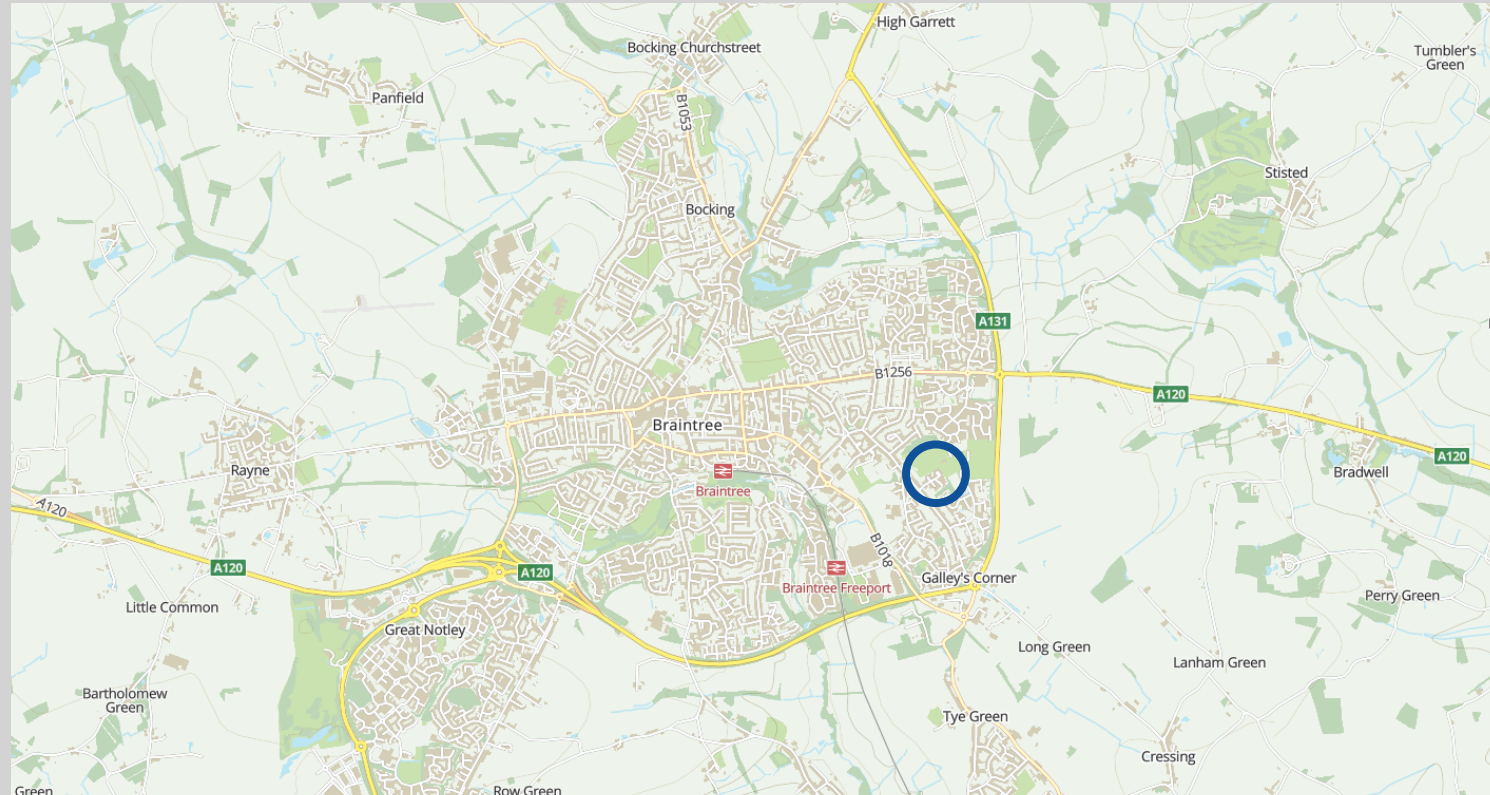 High Garrett
Bocking Churchstreet
Tumbler's
Green
Panfield
B1053
Stisted
Bocking
A131
B1256
A120
Braintree
A120
Rayne
Braintree
Bradwell
A120
B1018
A120
A120
Galley's Corner
Braintree Freeport
Little Common
Perry Green
Great Notley
Long Green
Lanham Green
Bartholomew
Green
Tye Green
Cressing
Green
Row Green